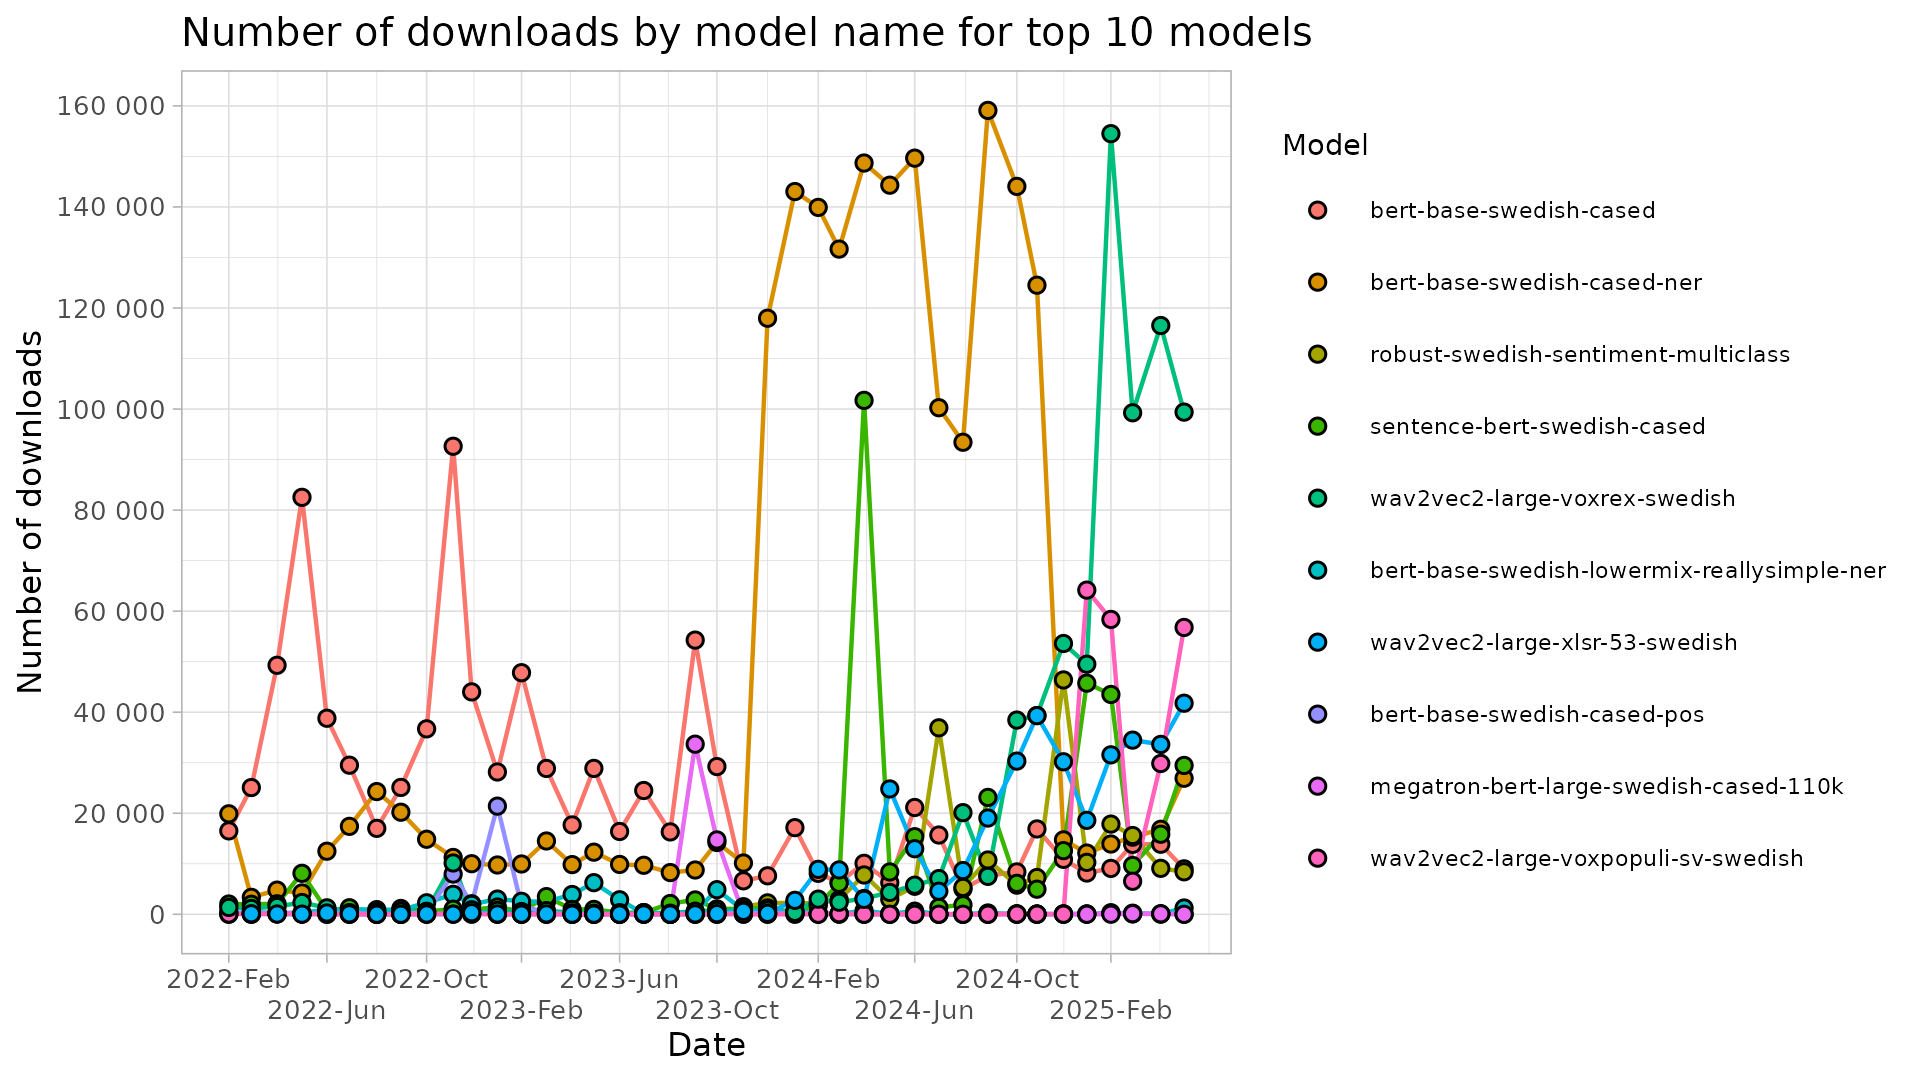 Number of downloads by model name for top 10 models
Number of downloads
160 000
140 000
120 000
100 000
80 000
60 000
40 000
20 000
0
2022-Feb
2022-Jun
2022-Oct
2023-Feb
2023-Jun
2023-Oct
2024-Feb
2024-Jun
2024-Oct
2025-Feb
Date
Model
bert-base-swedish-cased
bert-base-swedish-cased-ner
robust-swedish-sentiment-multiclass
sentence-bert-swedish-cased
wav2vec2-large-voxrex-swedish
bert-base-swedish-lowermix-reallysimple-ner
wav2vec2-large-xlsr-53-swedish
bert-base-swedish-cased-pos
megatron-bert-large-swedish-cased-110k
wav2vec2-large-voxpopuli-sv-swedish